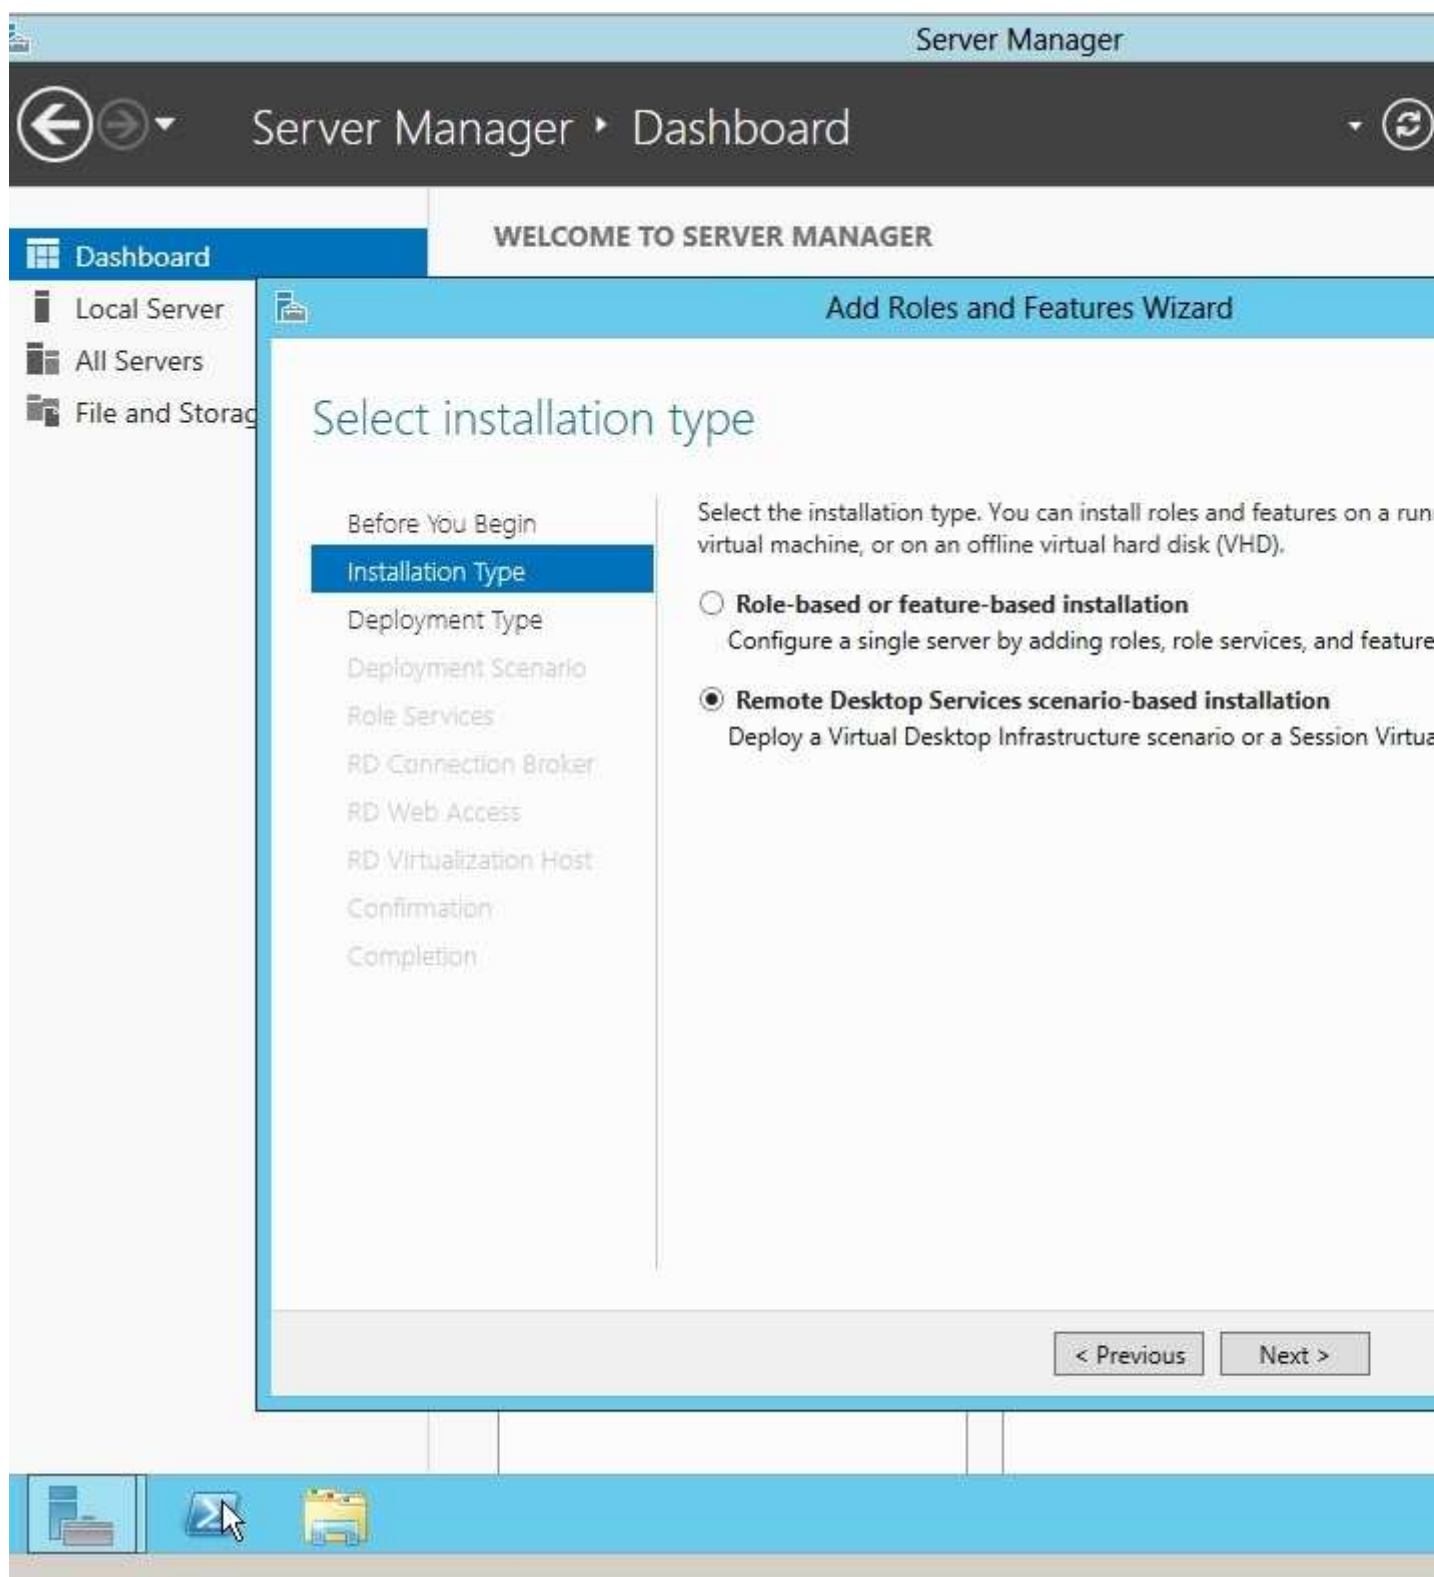 Server Manager
Server Manager ‣ Dashboard
WELCOME TO SERVER MANAGER
Dashboard
Local Server
All Servers
File and Storag
Add Roles and Features Wizard
Select installation type
Before You Begin
Installation Type
Deployment Type
Deployment Scenario
Role Services
RD Connection Broker
RD Web Access
RD Virtualization Host
Confirmation
Completion
Select the installation type. You can install roles and features on a run
virtual machine, or on an offline virtual hard disk (VHD).
Role-based or feature-based installation
Configure a single server by adding roles, role services, and feature
Remote Desktop Services scenario-based installation
Deploy a Virtual Desktop Infrastructure scenario or a Session Virtua
< Previous
Next >